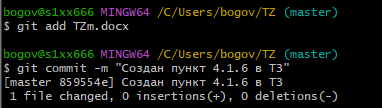 bogov@s1xx666 MINGW64 /C/Users/bogov/TZ (master)
$ git add TZm.docx
bogov@s1xx666 MINGW64 /C/Users/bogov/TZ (master)
$ git commit -m "Создан пункт 4.1.6 в ТЗ"
[master 859554e] Создан пункт 4.1.6 в ТЗ
1 file changed, 0 insertions(+), 0 deletions(-)